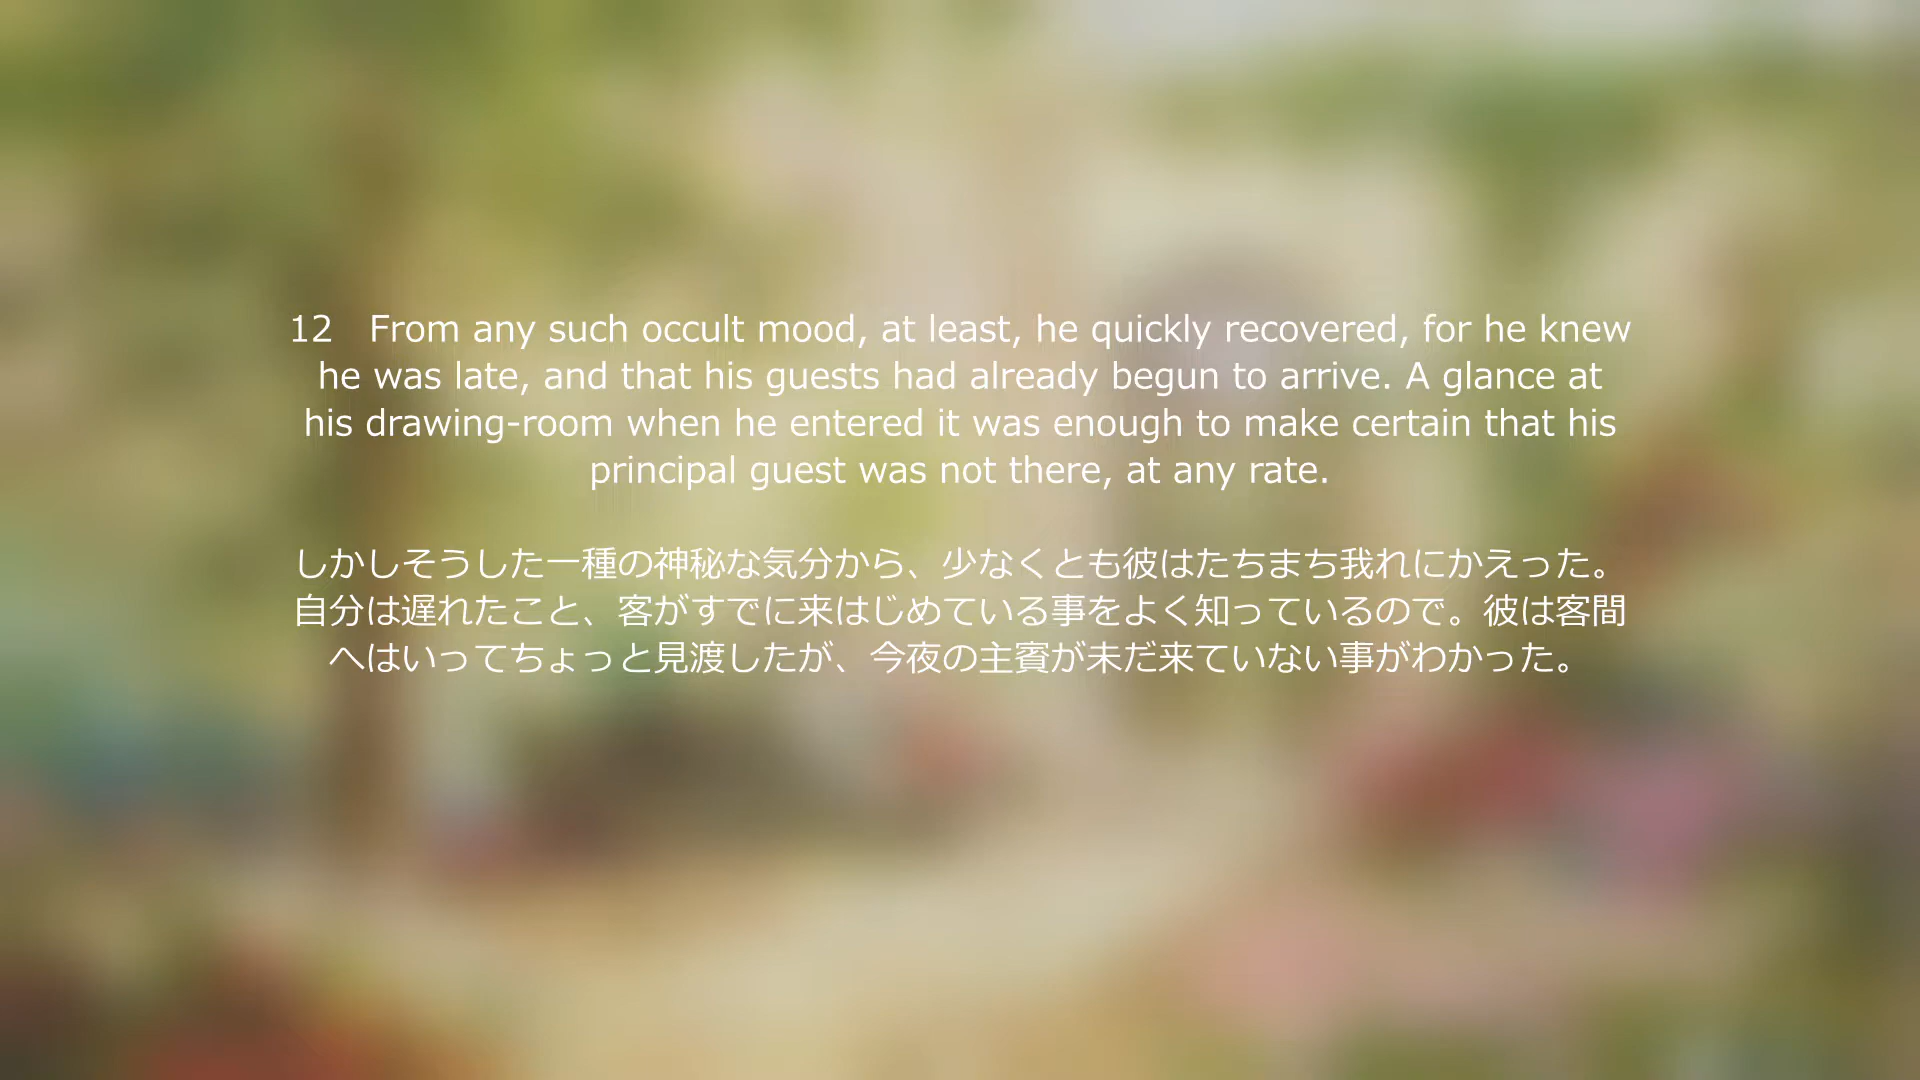 12　From any such occult mood, at least, he quickly recovered, for he knew
he was late, and that his guests had already begun to arrive. A glance at
his drawing-room when he entered it was enough to make certain that his
principal guest was not there, at any rate.
しかしそうした一種の神秘な気分から、少なくとも彼はたちまち我れにかえった。
自分は遅れたこと、客がすでに来はじめている事をよく知っているので。彼は客間
へはいってちょっと見渡したが、今夜の主賓が未だ来ていない事がわかった。